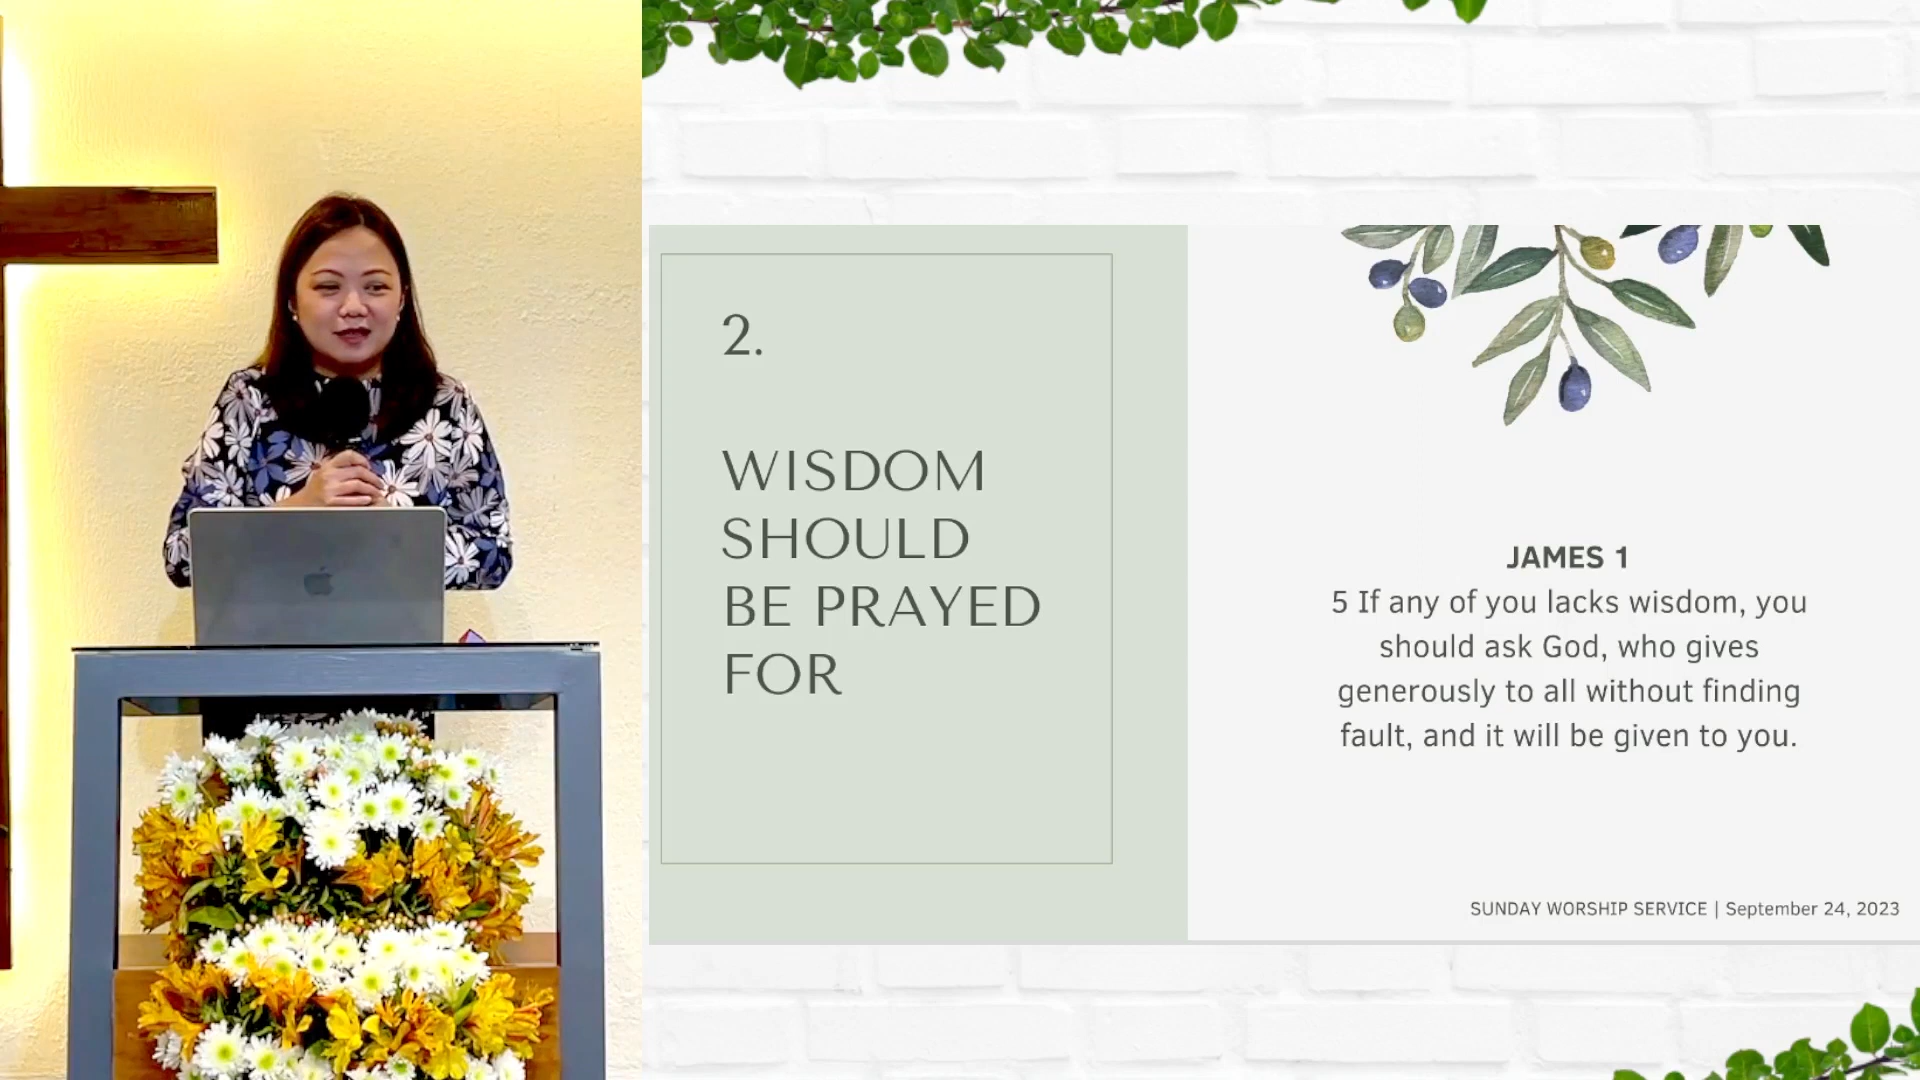 2.
WISDOM
SHOULD
BE PRAYED
FOR
JAMES 1
5 If any of you lacks wisdom, you
should ask God, who gives
generously to all without finding
fault, and it will be given to you.
SUNDAY WORSHIP SERVICE | September 24, 2023